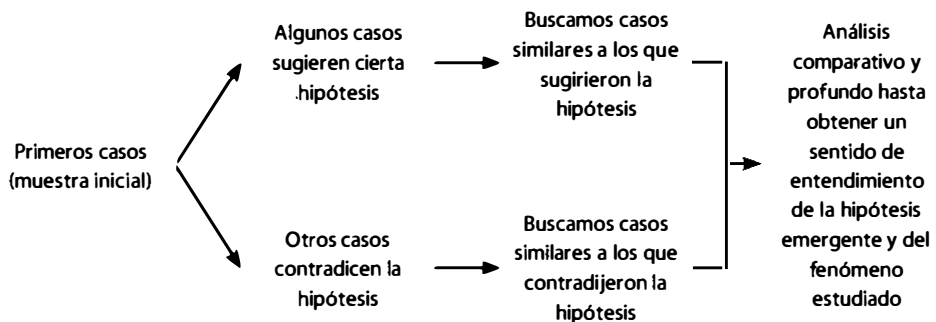 Primeros casos
(muestra inicial)
Algunos casos
sugieren cierta
hipótesis
Buscamos casos
similares a los que
sugirieron la
hipótesis
Otros casos
contradicen la
hipótesis
Buscamos casos
similares a los que
contradijeron la
hipótesis
Análisis
comparativo y
profundo hasta
obtener un
sentido de
entendimiento
de la hipótesis
emergente y del
fenómeno
estudiado